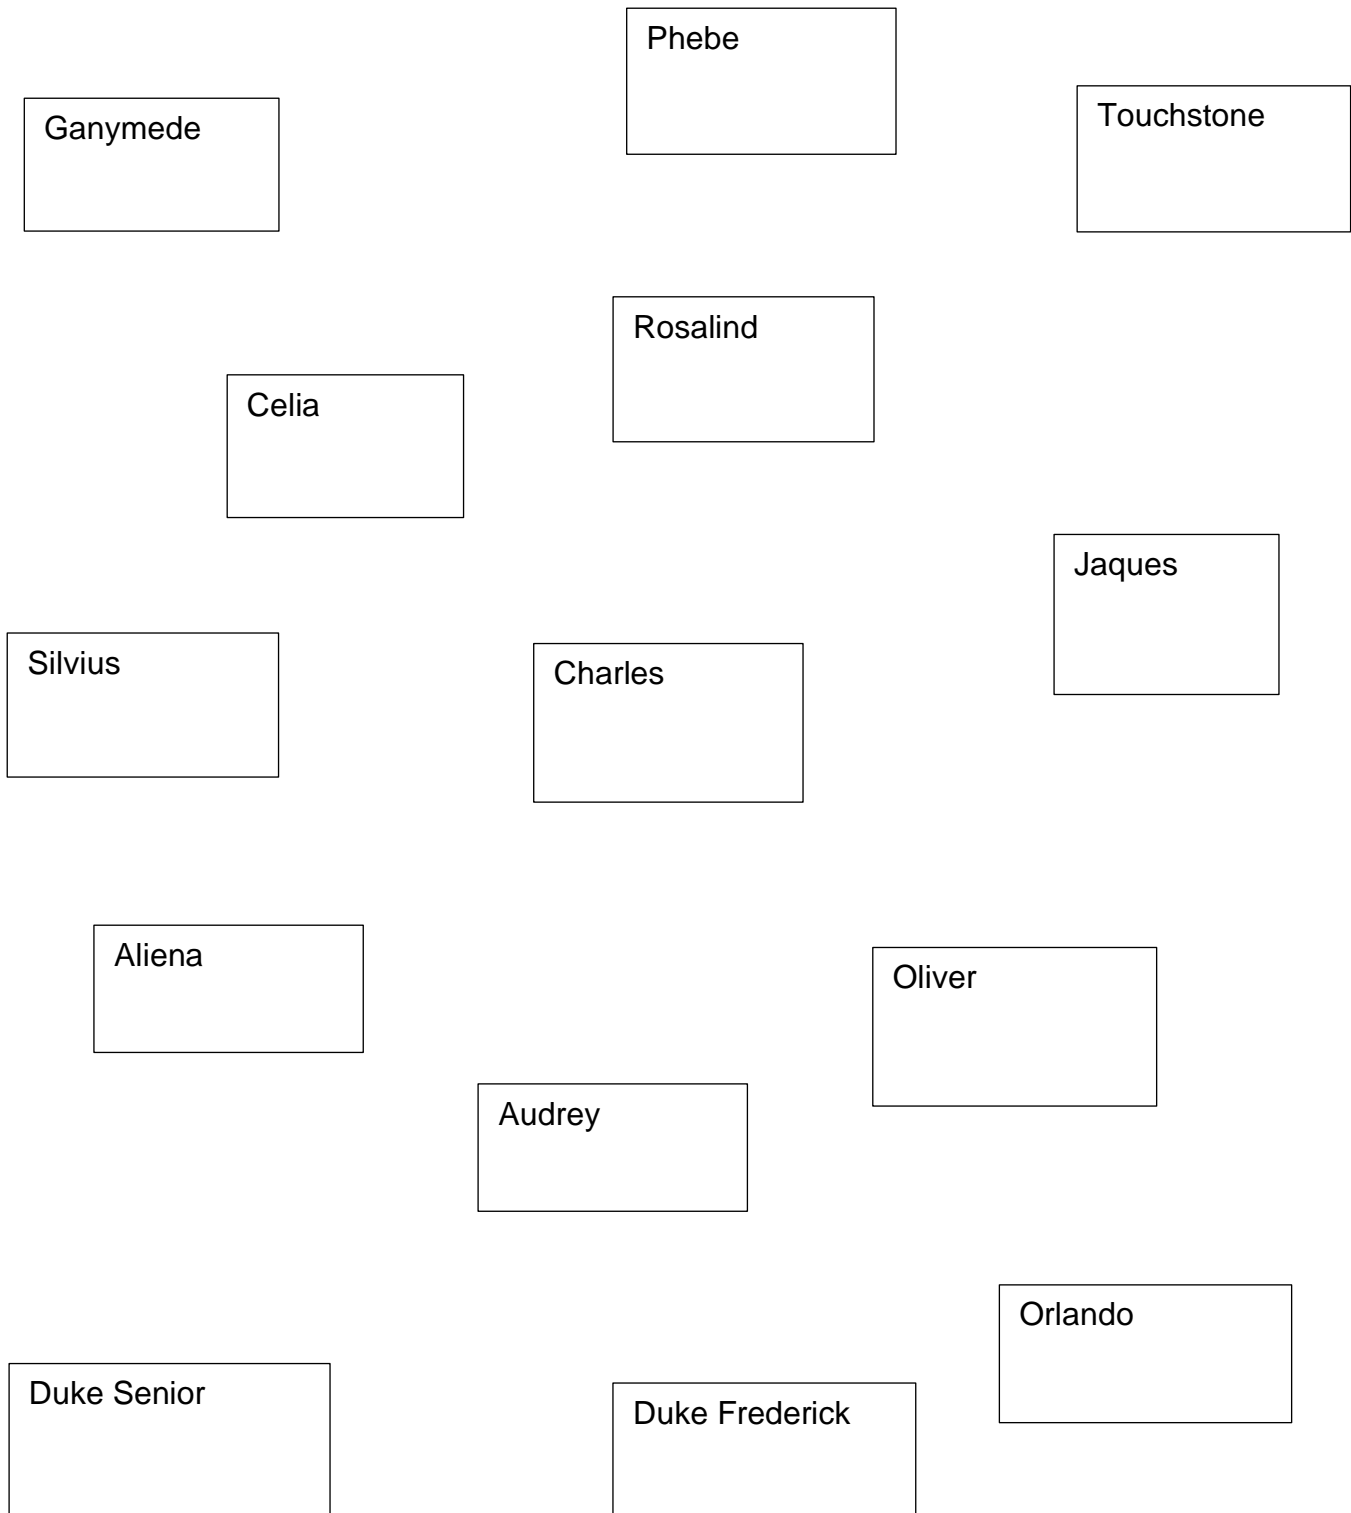 Phebe
Ganymede
Touchstone
Rosalind
Celia
Jaques
Silvius
Charles
Aliena
Oliver
Audrey
Orlando
Duke Senior
Duke Frederick